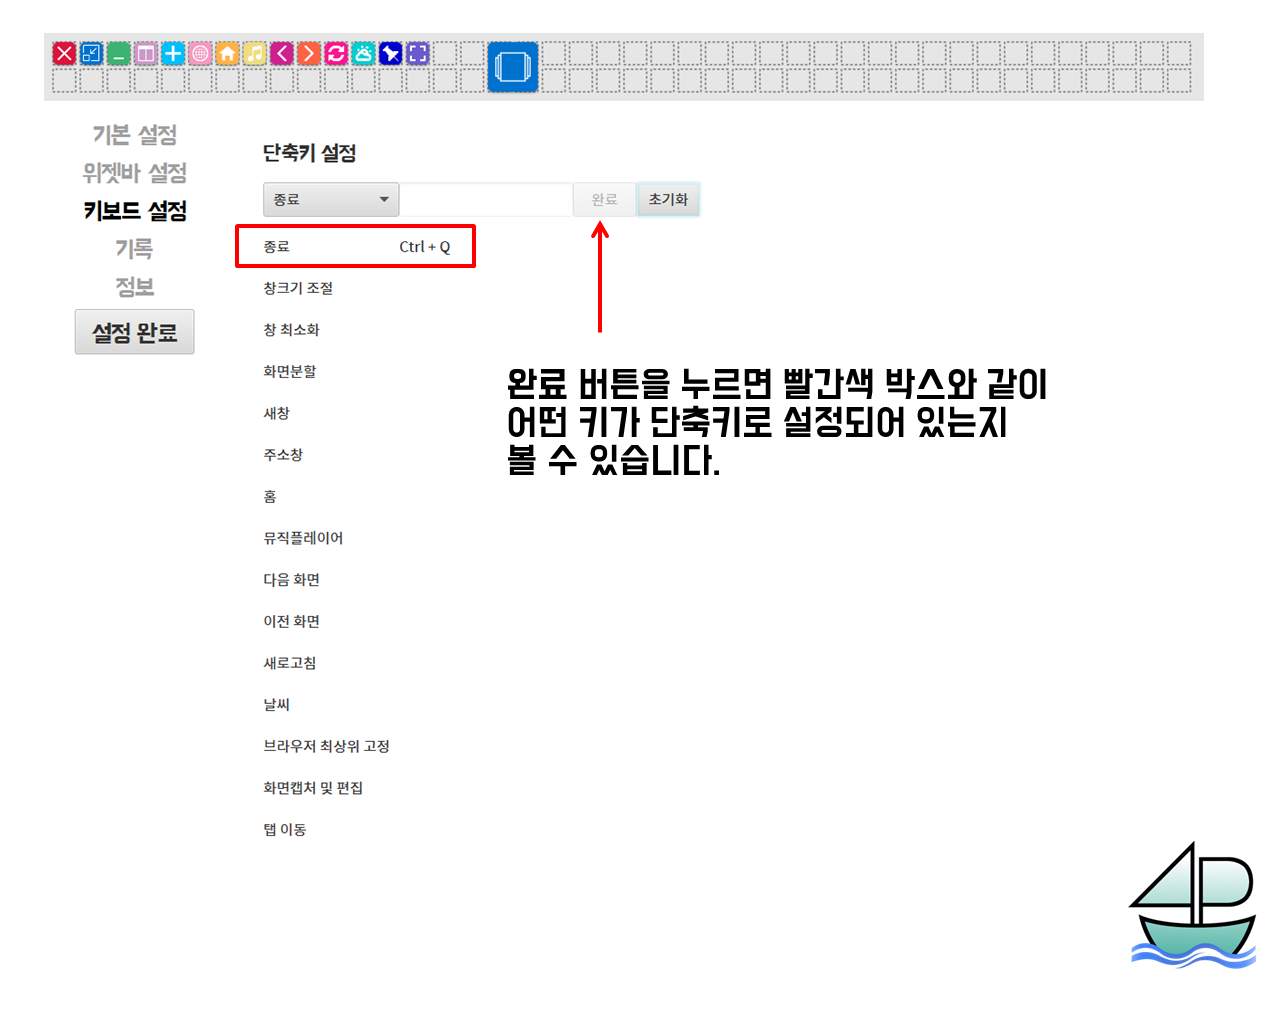 기본 설정
위젯바 설정
키보드 설정
기록
정보
설정 완료
단축키 설정
종료 완료 초기화
종료 Ctrl + Q
창크기 조절
창 최소화
화면분할
새창
주소창
홈
뮤직플레이어
다음 화면
이전 화면
새로고침
날씨
브라우저 최상위 고정
화면캡처 및 편집
탭 이동
완료 버튼을 누르면 빨간색 박스와 같이
어떤 키가 단축키로 설정되어 있는지
볼 수 있습니다.